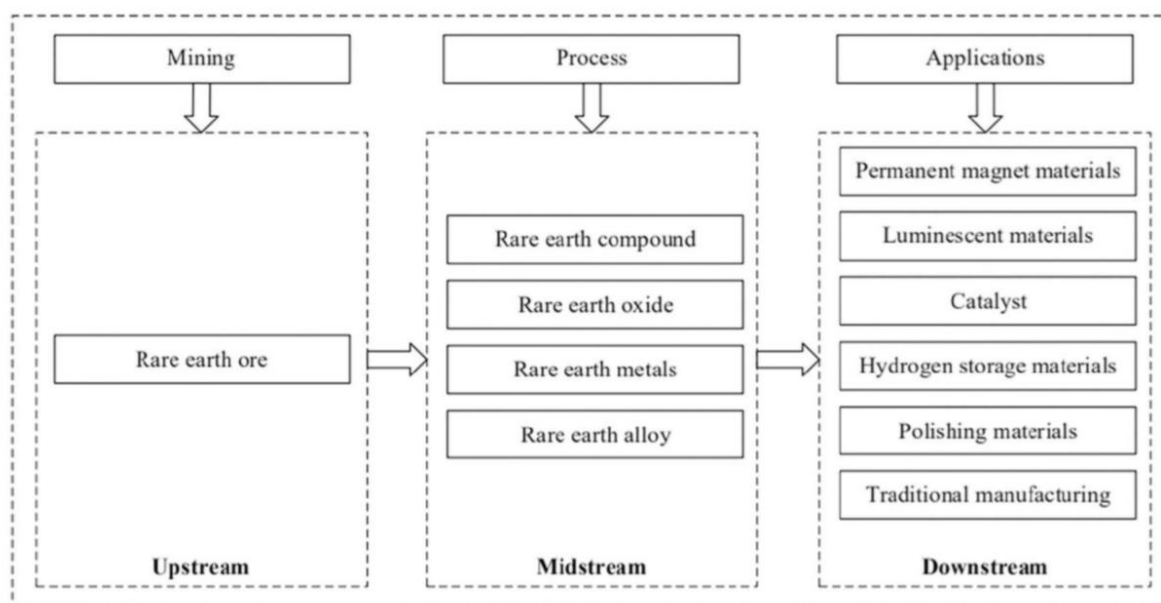 Mining
Process
Applications
Rare earth ore
Rare earth compound
Rare earth oxide
Rare earth metals
Rare earth alloy
Permanent magnet materials
Luminescent materials
Catalyst
Hydrogen storage materials
Polishing materials
Traditional manufacturing
Upstream
Midstream
Downstream